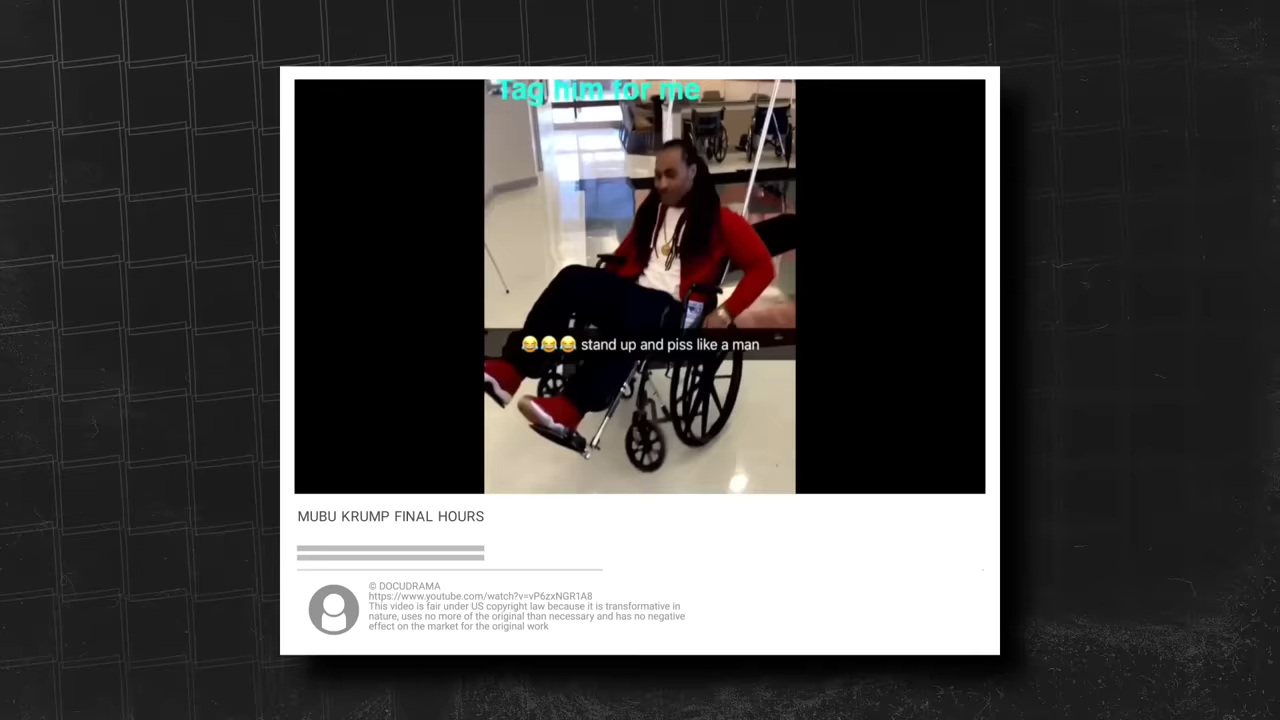 Tag him for me
😂😂😂 stand up and piss like a man
MUBU KRUMP FINAL HOURS
© DOCUDRAMA
https://www.youtube.com/watch?v=vP6zxNGR1A8
This video is fair under US copyright law because it is transformative in
nature, uses no more of the original than necessary and has no negative
effect on the market for the original work